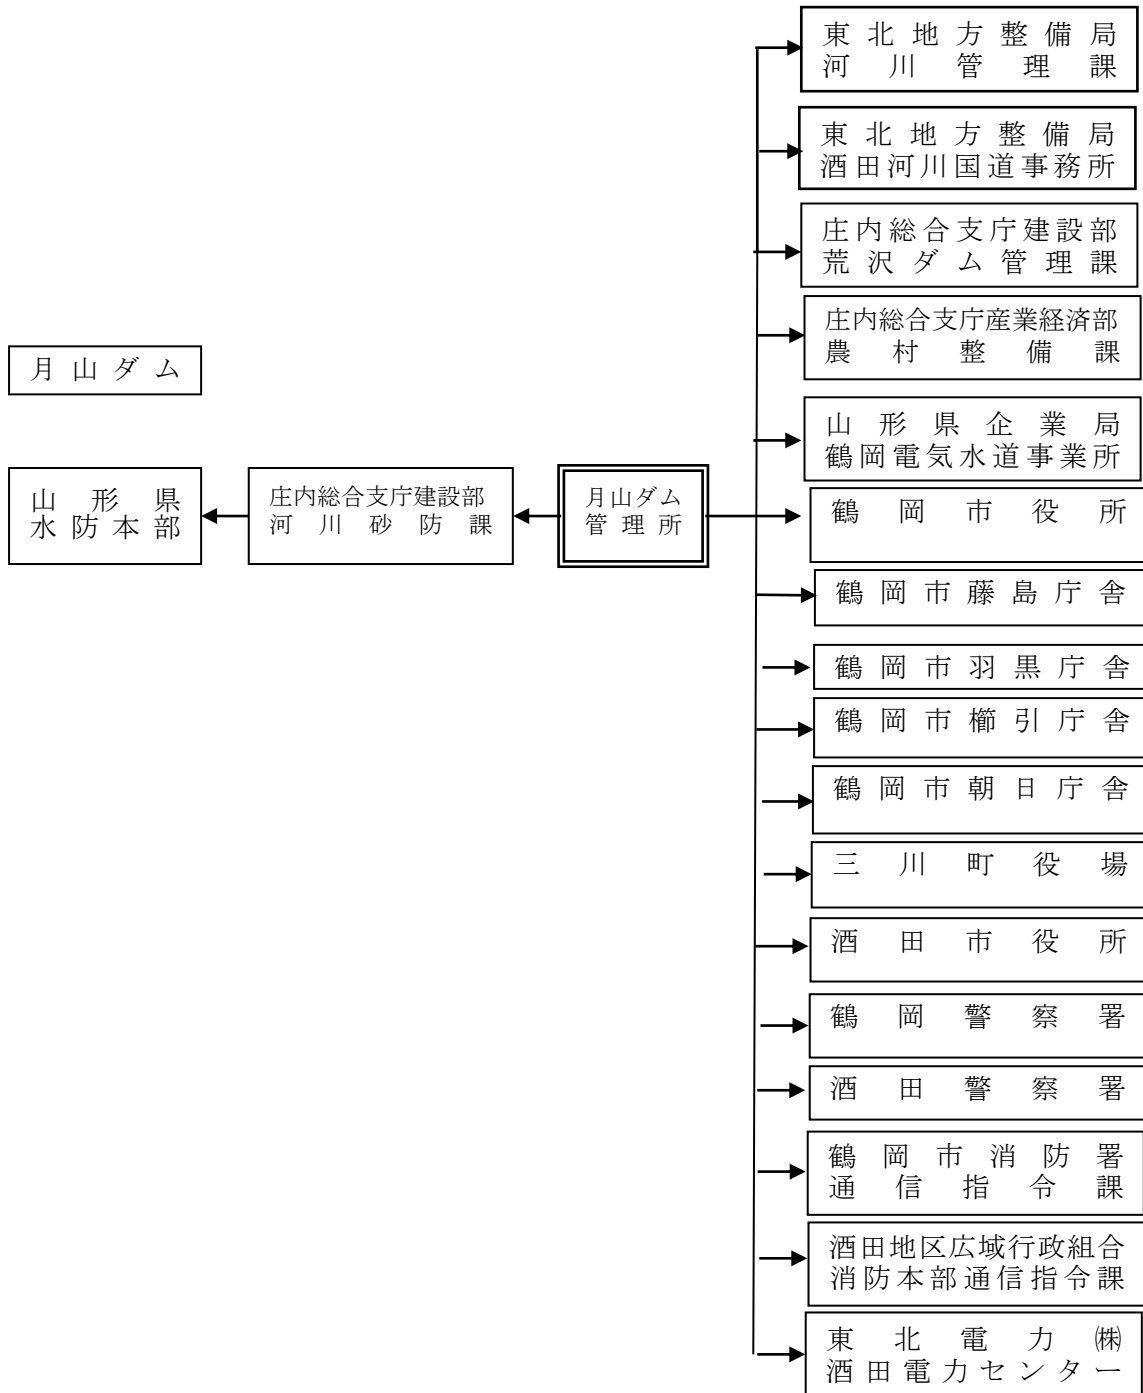 月山ダム
山形県
水防本部
庄内総合支庁建設部
河川砂防課
月山ダム
管理所
東北地方整備局
河川管理課
東北地方整備局
酒田河川国道事務所
庄内総合支庁建設部
荒沢ダム管理課
庄内総合支庁産業経済部
農村整備課
山形県企業局
鶴岡電気水道事業所
鶴岡市役所
鶴岡市藤島庁舎
鶴岡市羽黒庁舎
鶴岡市櫛引庁舎
鶴岡市朝日庁舎
三川町役場
酒田市役所
鶴岡警察署
酒田警察署
鶴岡市消防署
通信指令課
酒田地区広域行政組合
消防本部通信指令課
東北電力㈱
酒田電力センター